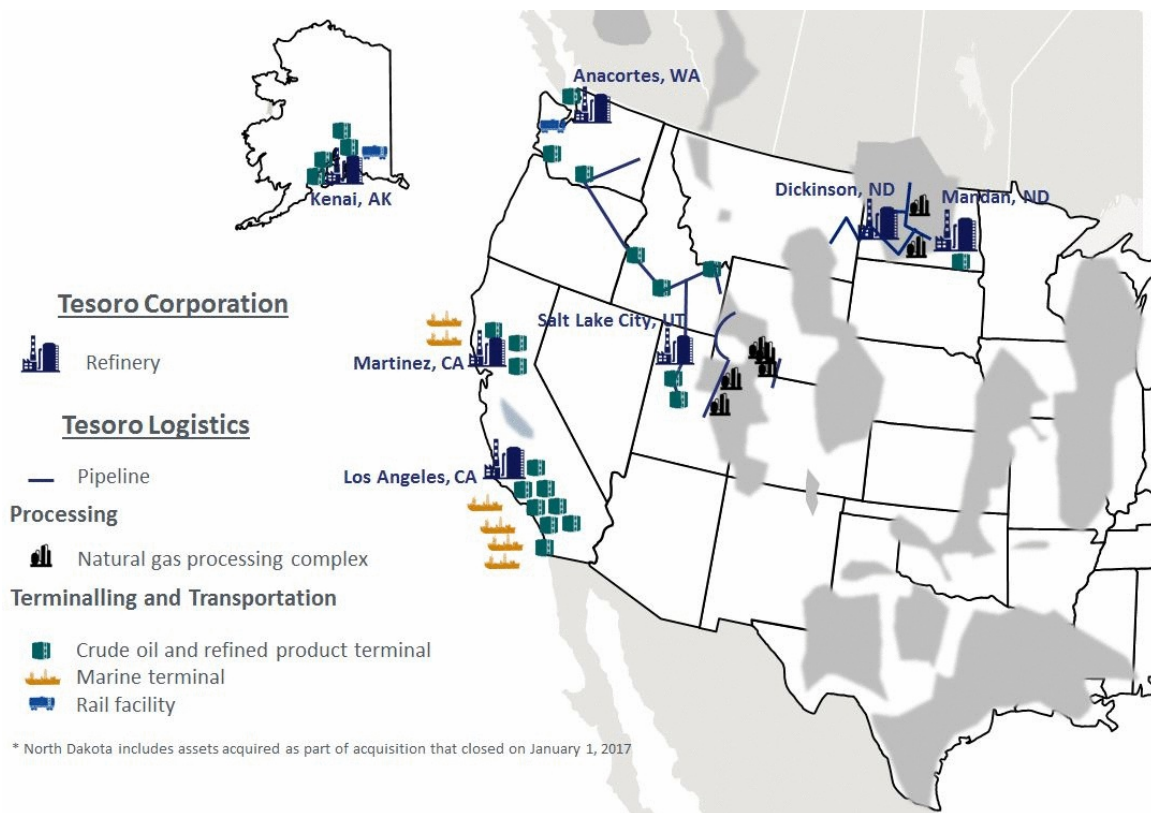 Anacortes, WA
Dickinson, ND
Mandan, ND
Kenai, AK
Tesoro Corporation
Salt Lake City, UT
Refinery
Martinez, CA
Tesoro Logistics
Pipeline
Los Angeles, CA
Processing
Natural gas processing complex
Terminalling and Transportation
Crude oil and refined product terminal
Marine terminal
Rail facility
* North Dakota includes assets acquired as part of acquisition that closed on January 1, 2017